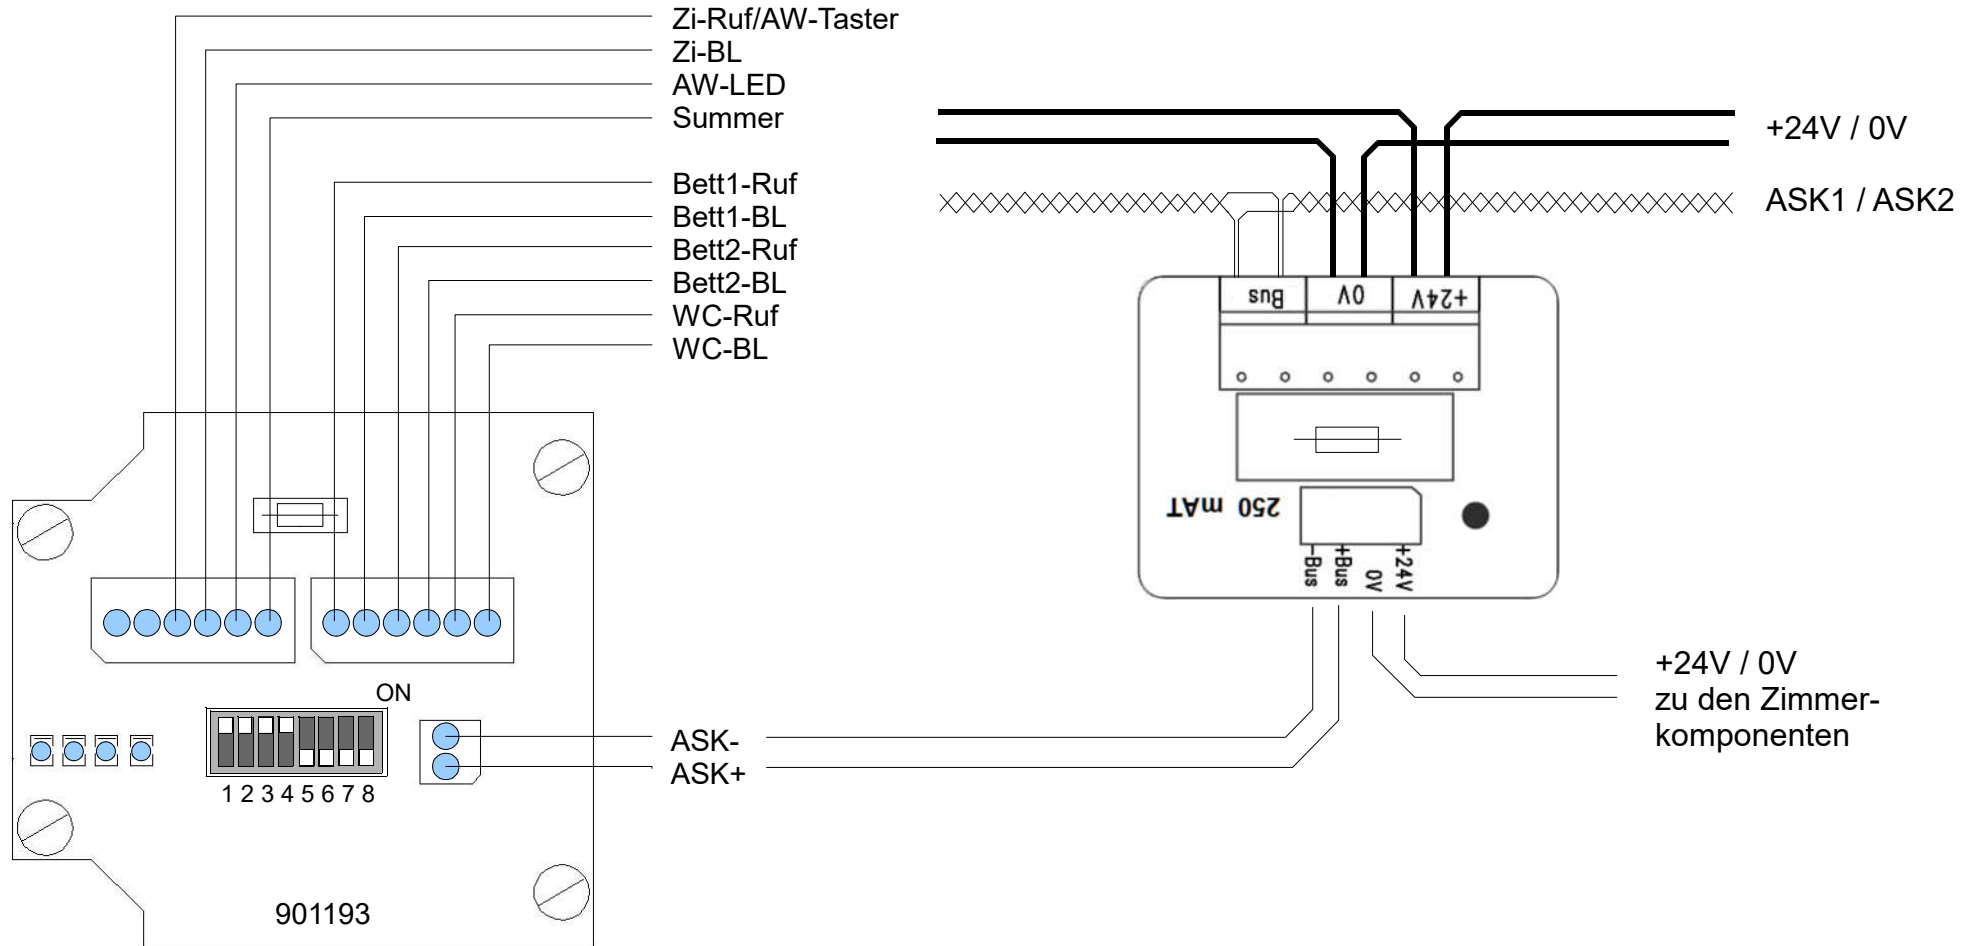 Zi-Ruf/AW-Taster
Zi-BL
AW-LED
Summer
Bett1-Ruf
Bett1-BL
Bett2-Ruf
Bett2-BL
WC-Ruf
WC-BL
+24V / 0V
ASK1 / ASK2
Bus
0V
+24V
250 mAT
-Bus
+Bus
0V
+24V
+24V / 0V
zu den Zimmer-
komponenten
ON
1 2 3 4 5 6 7 8
ASK-
ASK+
901193